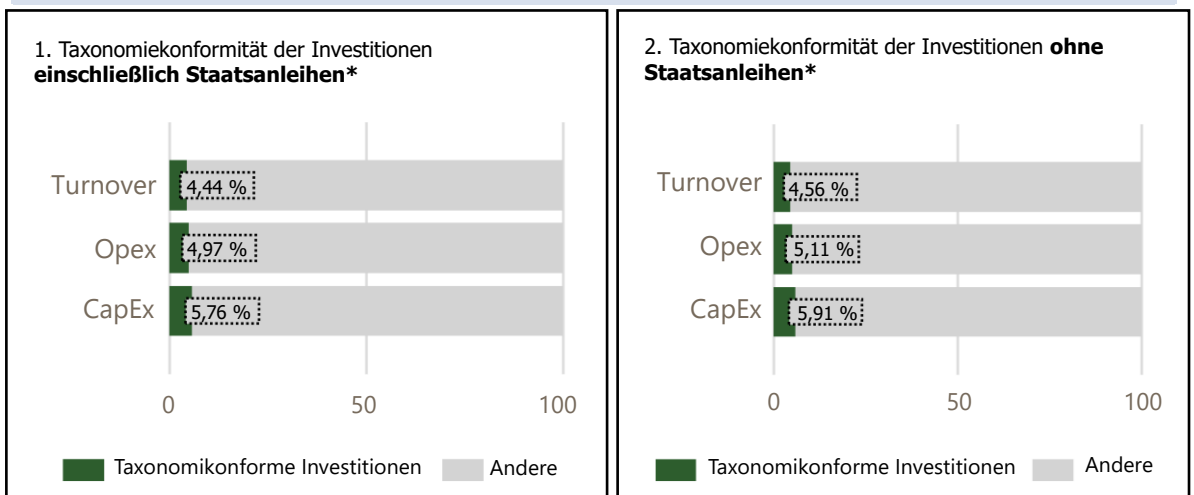 1. Taxonomiekonformität der Investitionen
einschließlich Staatsanleihen*
Turnover
4,44 %
Opex
4,97 %
CapEx
5,76 %
0 50 100
Taxonomikonforme Investitionen Andere
2. Taxonomiekonformität der Investitionen ohne
Staatsanleihen*
Turnover
4,56 %
Opex
5,11 %
CapEx
5,91 %
0 50 100
Taxonomikonforme Investitionen Andere